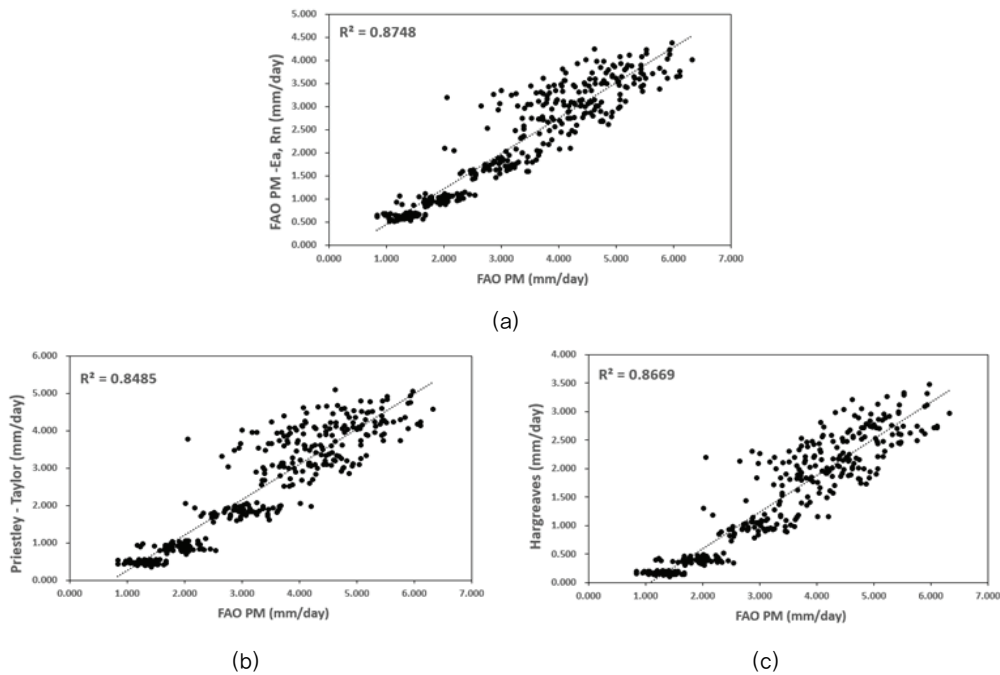 R² = 0.8748
FAO PM -Ea, Rn (mm/day)
5.000
4.500
4.000
3.500
3.000
2.500
2.000
1.500
1.000
0.500
0.000
0.000 1.000 2.000 3.000 4.000 5.000 6.000 7.000
FAO PM (mm/day)
(a)
R² = 0.8485
Priestley - Taylor (mm/day)
6.000
5.000
4.000
3.000
2.000
1.000
0.000
0.000 1.000 2.000 3.000 4.000 5.000 6.000 7.000
FAO PM (mm/day)
(b)
R² = 0.8669
Hargreaves (mm/day)
4.000
3.500
3.000
2.500
2.000
1.500
1.000
0.500
0.000
0.000 1.000 2.000 3.000 4.000 5.000 6.000 7.000
FAO PM (mm/day)
(c)